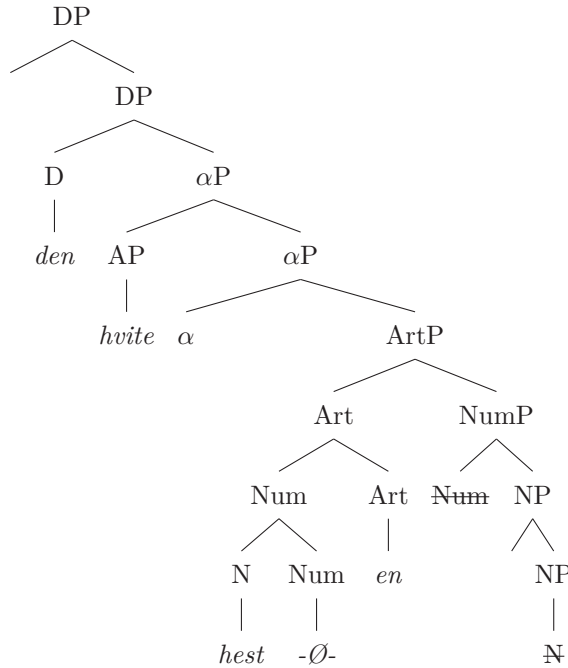 DP
DP
D αP
den AP αP
hvite α ArtP
Art NumP
Num Art Num NP
N Num en NP
hest -Ø- N